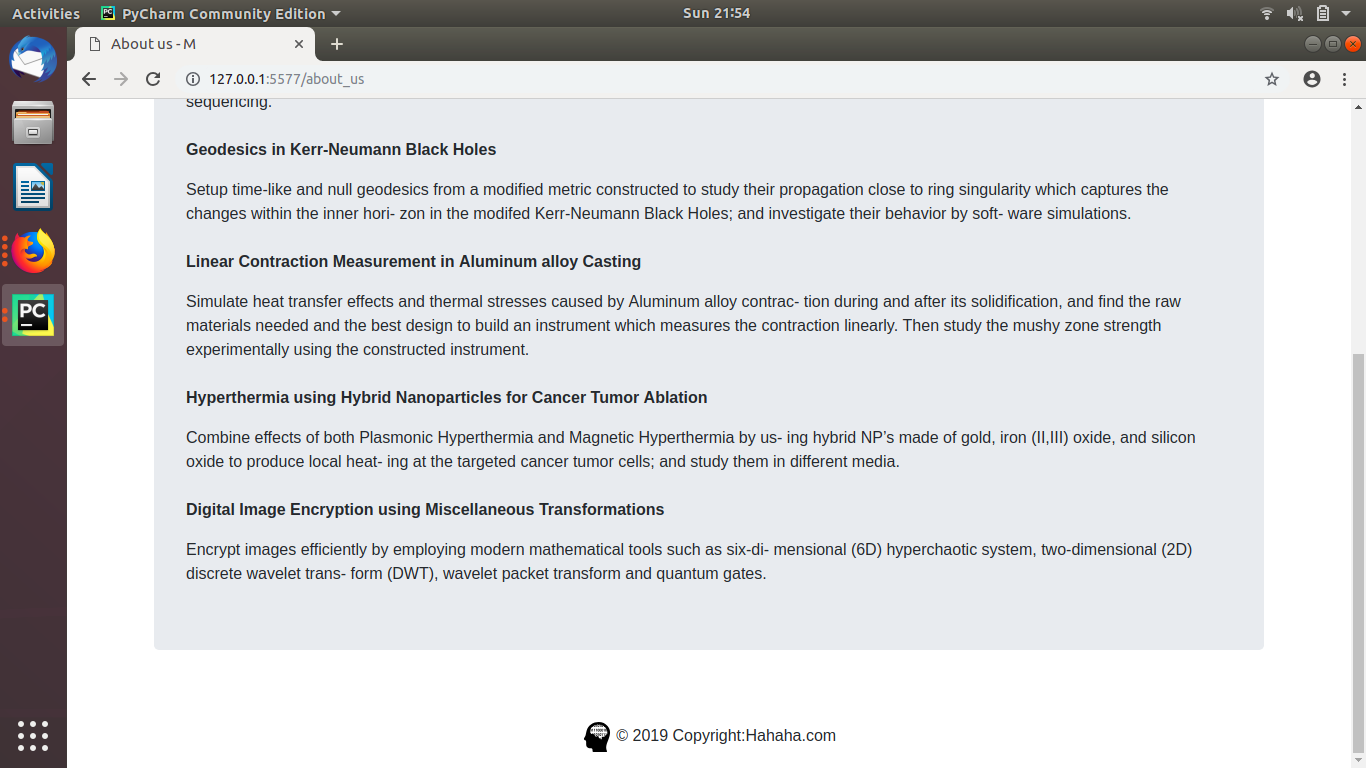 Activities
PyCharm Community Edition
Sun 21:54
About us - M
127.0.0.1:5577/about_us
sequencing.
Geodesics in Kerr-Neumann Black Holes
Setup time-like and null geodesics from a modified metric constructed to study their propagation close to ring singularity which captures the
changes within the inner hori- zon in the modifed Kerr-Neumann Black Holes; and investigate their behavior by soft- ware simulations.
Linear Contraction Measurement in Aluminum alloy Casting
Simulate heat transfer effects and thermal stresses caused by Aluminum alloy contrac- tion during and after its solidification, and find the raw
materials needed and the best design to build an instrument which measures the contraction linearly. Then study the mushy zone strength
experimentally using the constructed instrument.
Hyperthermia using Hybrid Nanoparticles for Cancer Tumor Ablation
Combine effects of both Plasmonic Hyperthermia and Magnetic Hyperthermia by us- ing hybrid NP’s made of gold, iron (II,III) oxide, and silicon
oxide to produce local heat- ing at the targeted cancer tumor cells; and study them in different media.
Digital Image Encryption using Miscellaneous Transformations
Encrypt images efficiently by employing modern mathematical tools such as six-di- mensional (6D) hyperchaotic system, two-dimensional (2D)
discrete wavelet trans- form (DWT), wavelet packet transform and quantum gates.
© 2019 Copyright:Hahaha.com
PC
PC